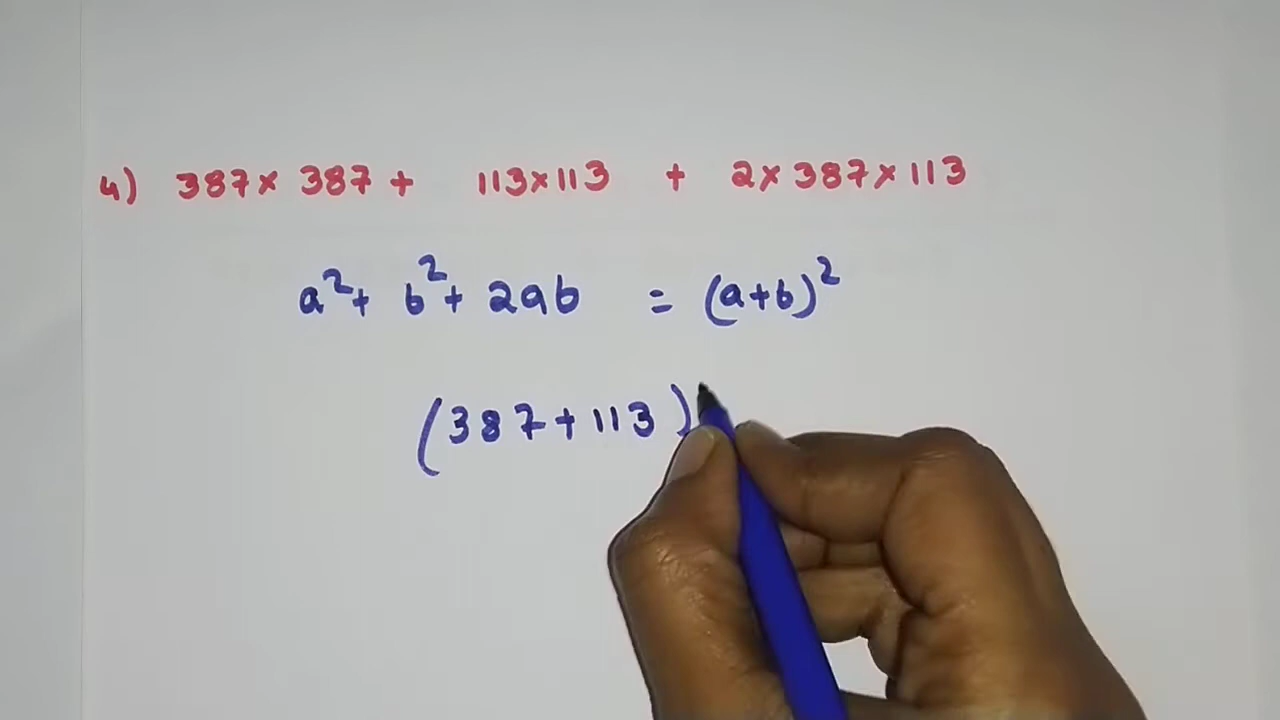 4) 387 × 387 + 113 × 113 + 2 × 387 × 113
a² + b² + 2ab = (a+b)²
(387 + 113)